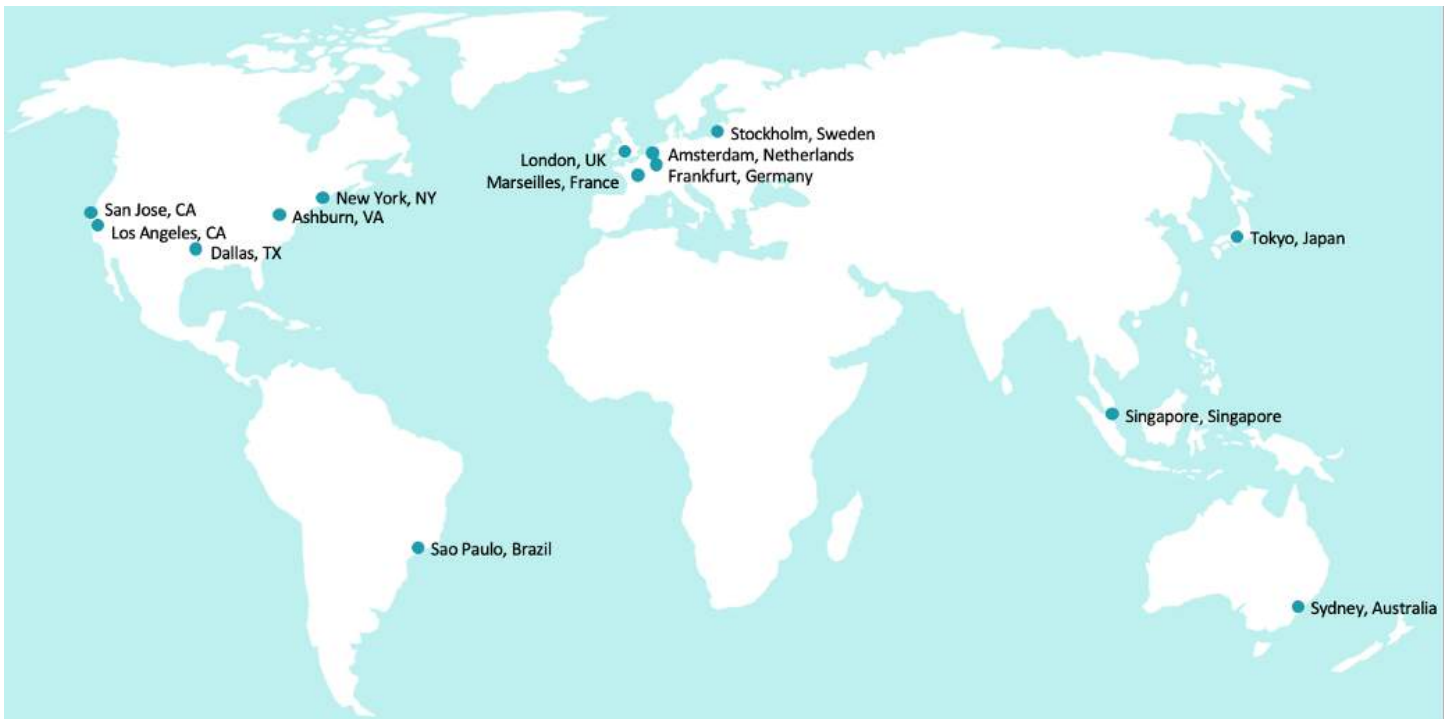 Stockholm, Sweden
London, UK
Amsterdam, Netherlands
Marseilles, France
Frankfurt, Germany
New York, NY
San Jose, CA
Ashburn, VA
Los Angeles, CA
Dallas, TX
Tokyo, Japan
Singapore, Singapore
Sao Paulo, Brazil
Sydney, Australia